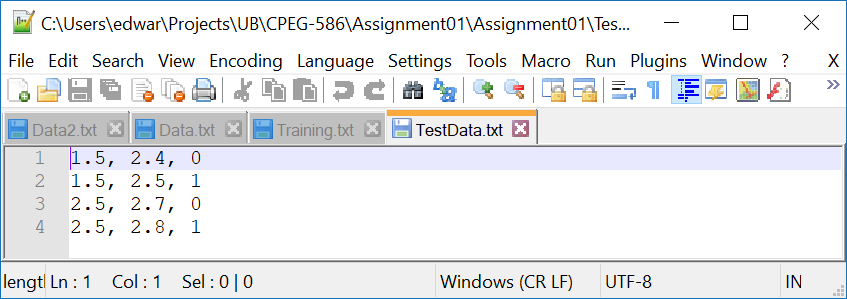 C:\Users\edwar\Projects\UB\CPEG-586\Assignment01\Assignment01\Tes...
File Edit Search View Encoding Language Settings Tools Macro Run Plugins Window ? X
Data2.txt Data.txt Training.txt TestData.txt
1 1.5, 2.4, 0
2 1.5, 2.5, 1
3 2.5, 2.7, 0
4 2.5, 2.8, 1
lengt Ln : 1 Col : 1 Sel : 0 | 0 Windows (CR LF) UTF-8 IN